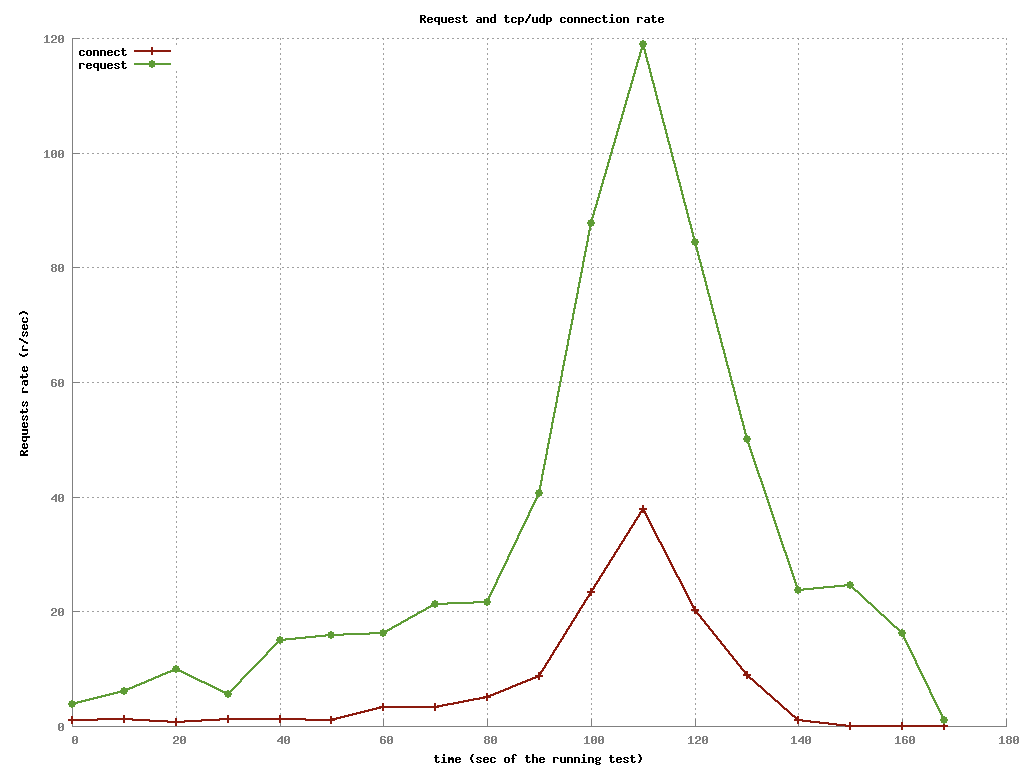 Request and tcp/udp connection rate
connect
request
120
100
80
60
40
20
0
Requests rate (r/sec)
0 20 40 60 80 100 120 140 160 180
time (sec of the running test)